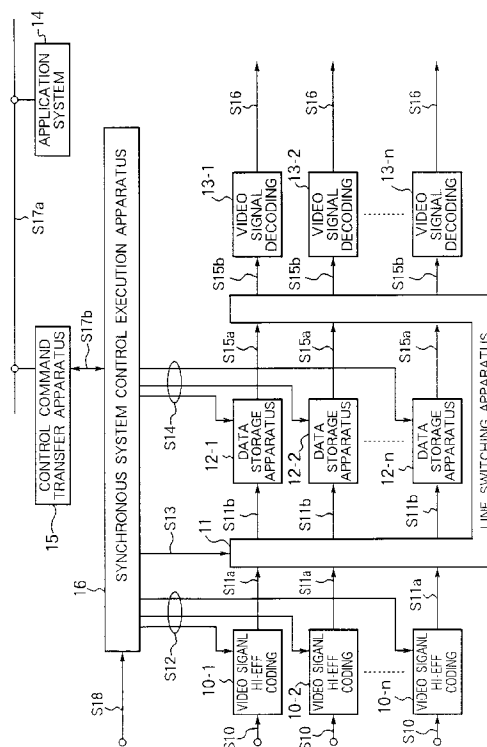 S17a
14
APPLICATION
SYSTEM
15
CONTROL COMMAND
TRANSFER APPARATUS
S17b
16
SYNCHRONOUS SYSTEM CONTROL EXECUTION APPARATUS
S18
S12
S13
S14
10-1
VIDEO SIGANL
HI-EFF
CODING
S10
S11a
11
S11b
12-1
DATA
STORAGE
APPARATUS
S15a
S15b
13-1
VIDEO
SIGNAL
DECODING
S16
10-2
VIDEO SIGANL
HI-EFF
CODING
S10
S11a
S11b
12-2
DATA
STORAGE
APPARATUS
S15a
S15b
13-2
VIDEO
SIGNAL
DECODING
S16
10-n
VIDEO SIGANL
HI-EFF
CODING
S10
S11a
S11b
12-n
DATA
STORAGE
APPARATUS
S15a
S15b
13-n
VIDEO
SIGNAL
DECODING
S16
LINE SWITCHING APPARATUS